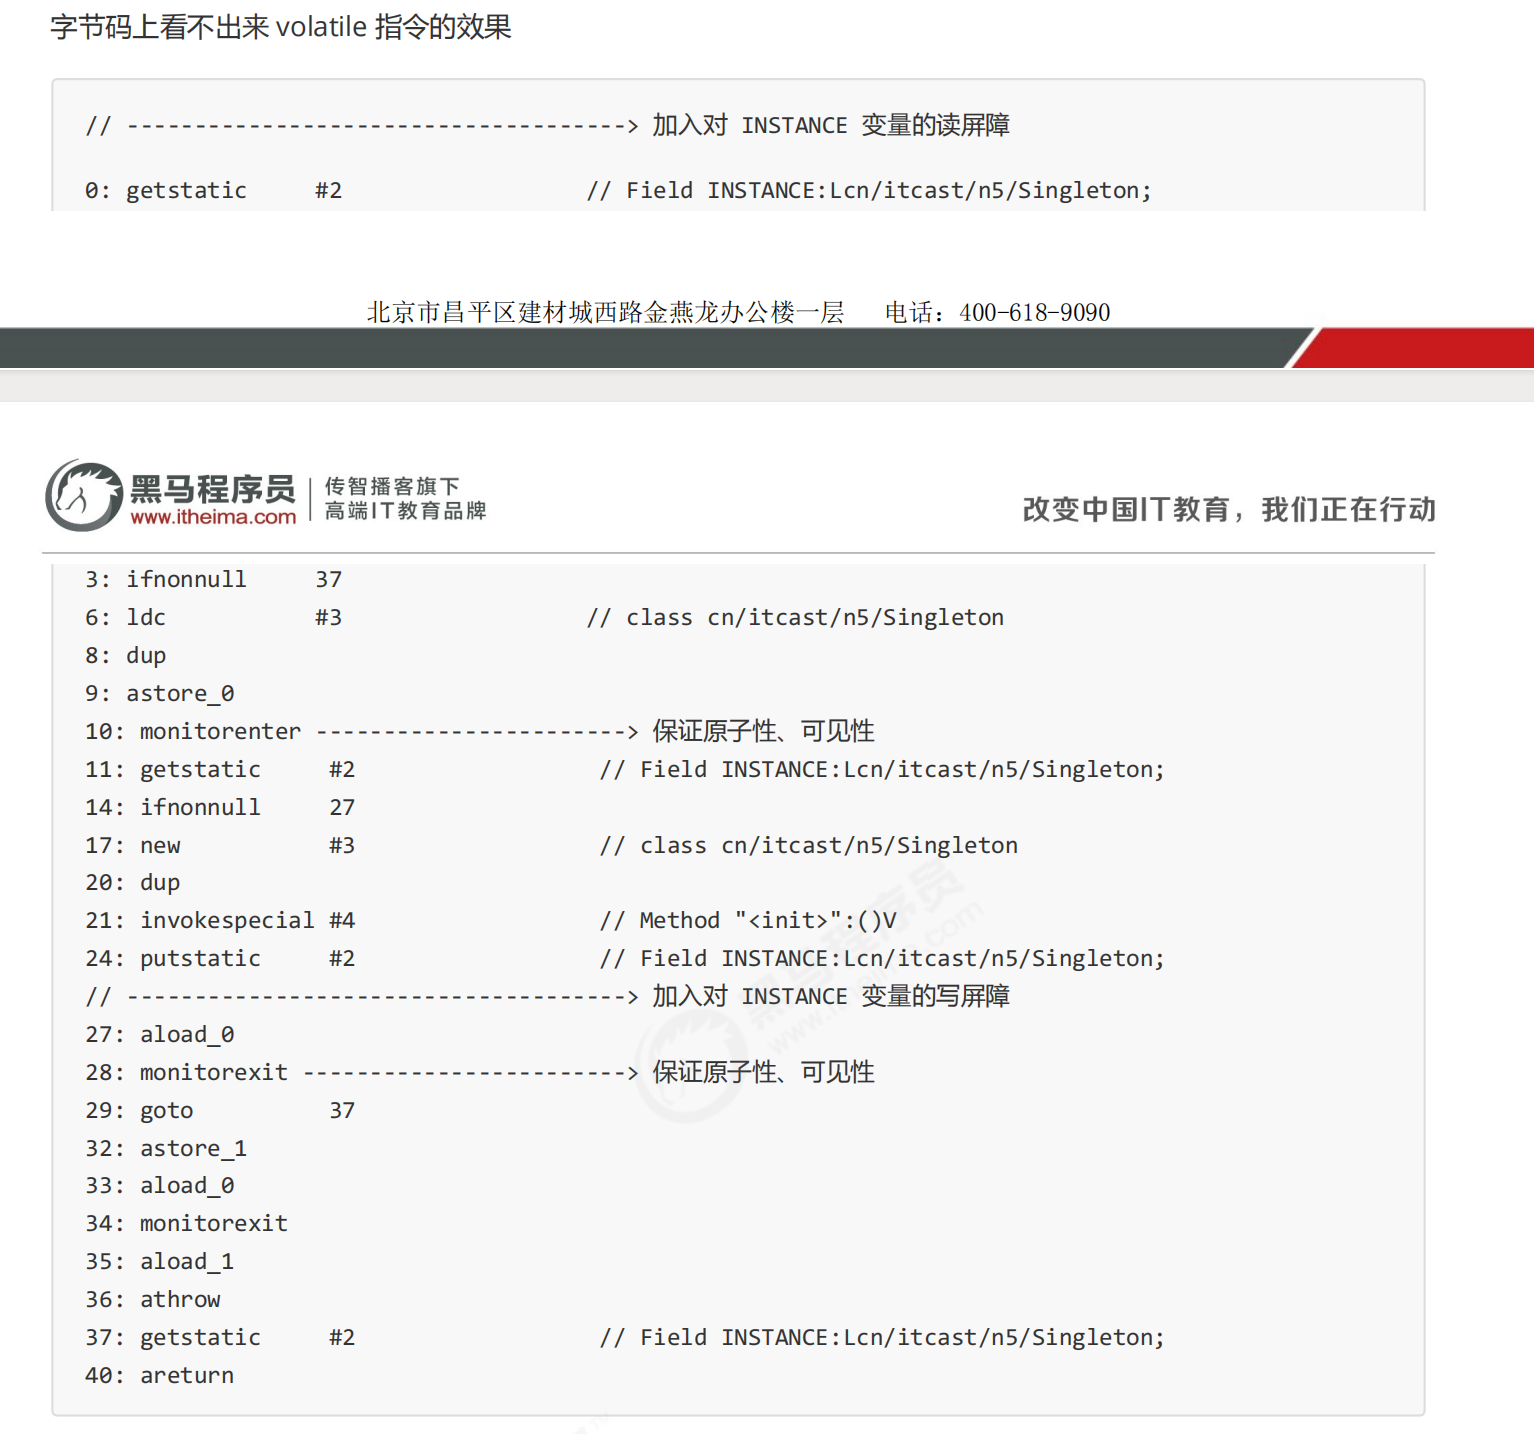 字节码上看不出来 volatile 指令的效果
// -------------------------------------> 加入对 INSTANCE 变量的读屏障
0: getstatic     #2                  // Field INSTANCE:Lcn/itcast/n5/Singleton;
北京市昌平区建材城西路金燕龙办公楼一层   电话：400-618-9090
黑马程序员
www.itheima.com
传智播客旗下
高端IT教育品牌
改变中国IT教育，我们正在行动
3: ifnonnull     37
6: ldc           #3                  // class cn/itcast/n5/Singleton
8: dup
9: astore_0
10: monitorenter -----------------------> 保证原子性、可见性
11: getstatic     #2                  // Field INSTANCE:Lcn/itcast/n5/Singleton;
14: ifnonnull     27
17: new           #3                  // class cn/itcast/n5/Singleton
20: dup
21: invokespecial #4                  // Method "<init>":()V
24: putstatic     #2                  // Field INSTANCE:Lcn/itcast/n5/Singleton;
// -------------------------------------> 加入对 INSTANCE 变量的写屏障
27: aload_0
28: monitorexit ------------------------> 保证原子性、可见性
29: goto          37
32: astore_1
33: aload_0
34: monitorexit
35: aload_1
36: athrow
37: getstatic     #2                  // Field INSTANCE:Lcn/itcast/n5/Singleton;
40: areturn
黑马程序员
www.itheima.com